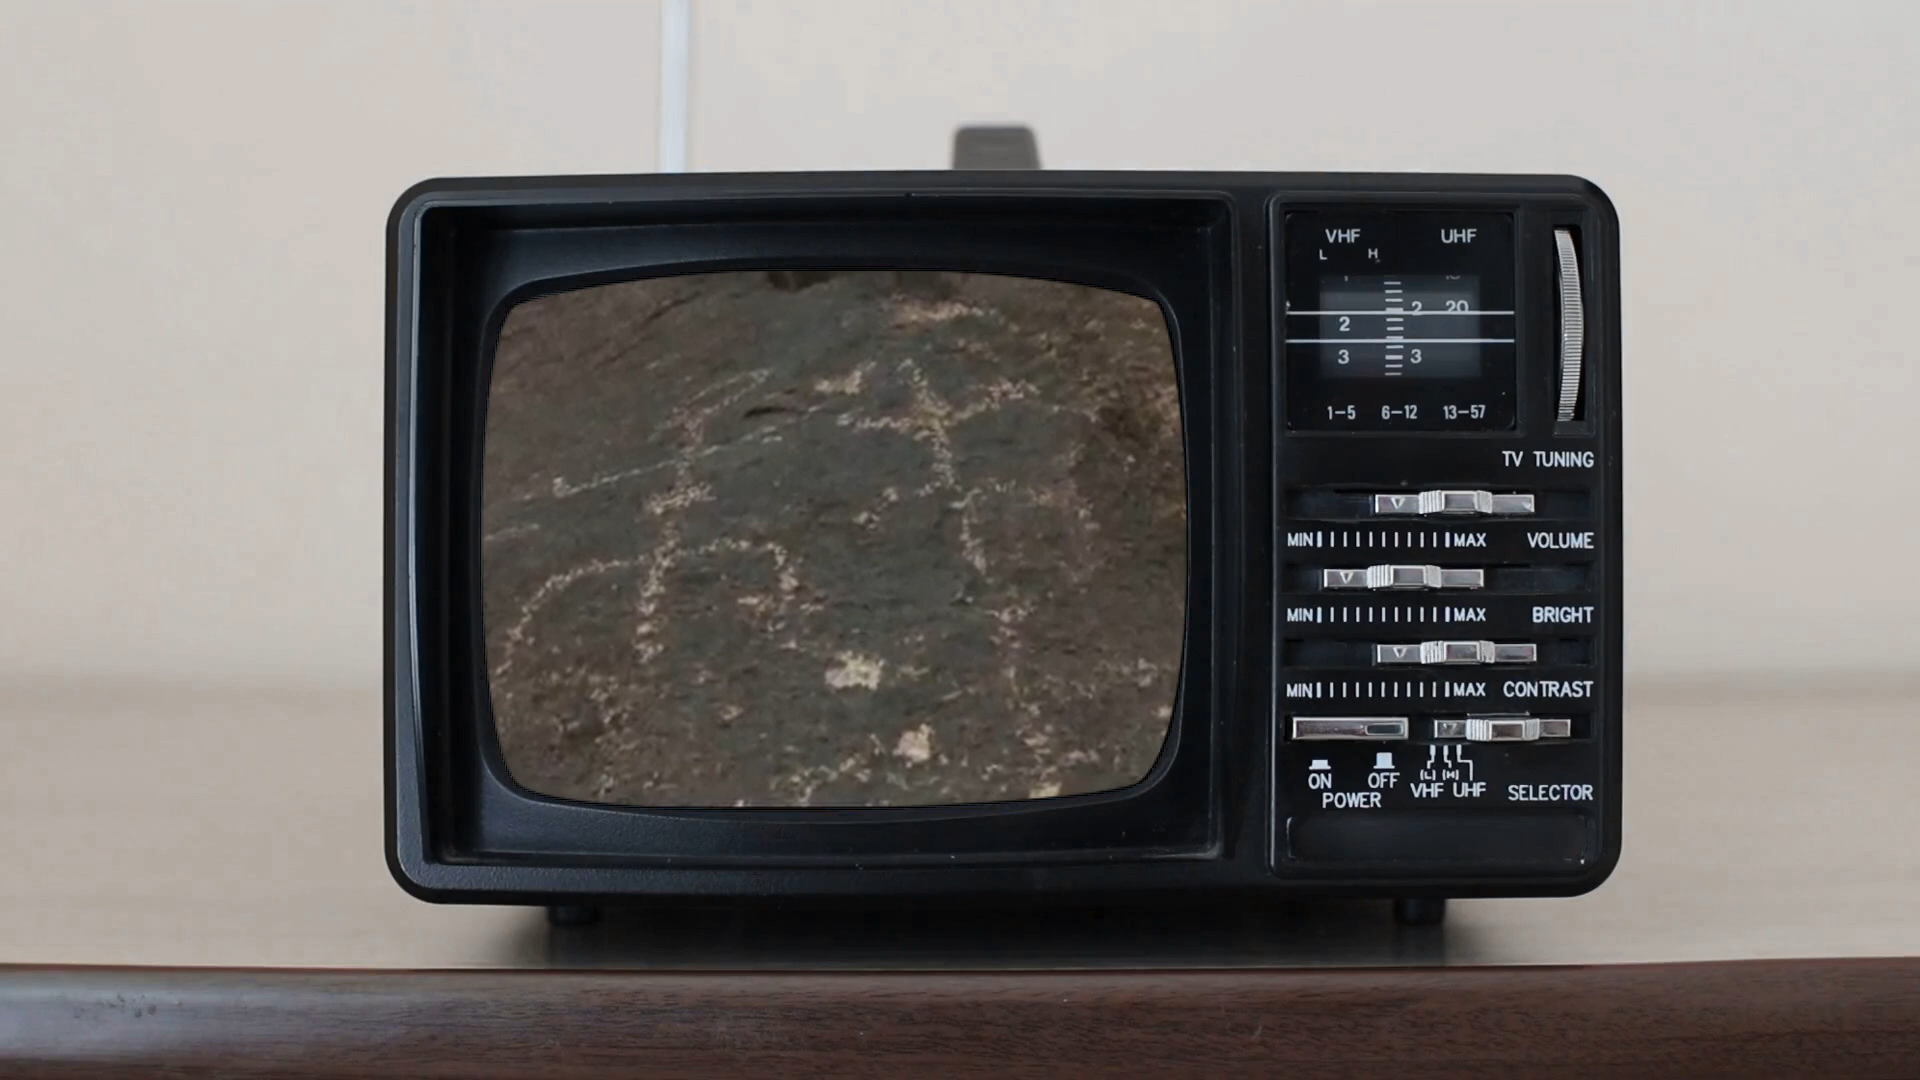 VHF UHF
L H
2 20
2
3 3
1-5 6-12 13-57
TV TUNING
MIN MAX VOLUME
MIN MAX BRIGHT
MIN MAX CONTRAST
ON OFF (L) (H)
POWER VHF UHF SELECTOR